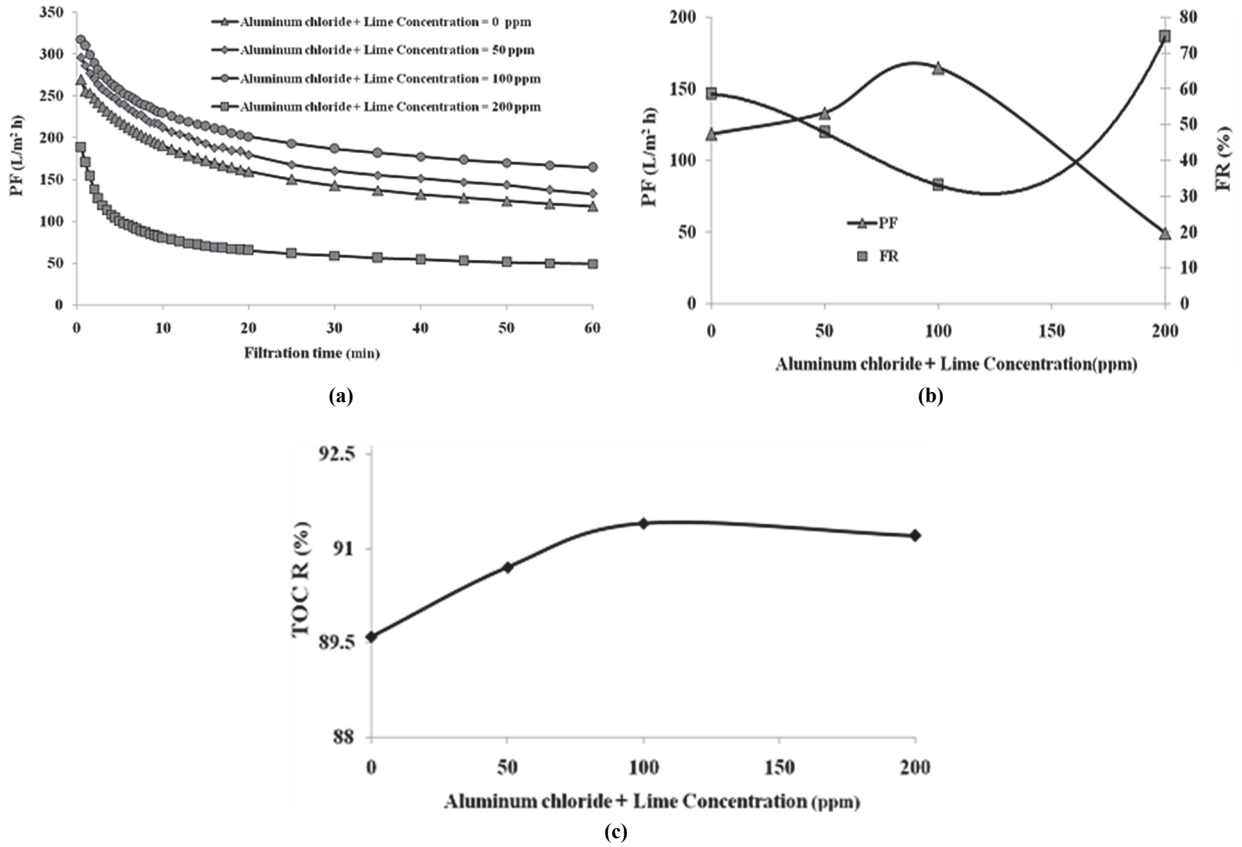 Aluminum chloride + Lime Concentration = 0 ppm
Aluminum chloride + Lime Concentration = 50 ppm
Aluminum chloride + Lime Concentration = 100 ppm
Aluminum chloride + Lime Concentration = 200 ppm
PF (L/m² h)
350
300
250
200
150
100
50
0
0 10 20 30 40 50 60
Filtration time (min)
(a)
PF (L/m² h)
200
150
100
50
0
PF
FR
FR (%)
80
70
60
50
40
30
20
10
0
0 50 100 150 200
Aluminum chloride + Lime Concentration(ppm)
(b)
TOC R (%)
92.5
91
89.5
88
0 50 100 150 200
Aluminum chloride + Lime Concentration (ppm)
(c)